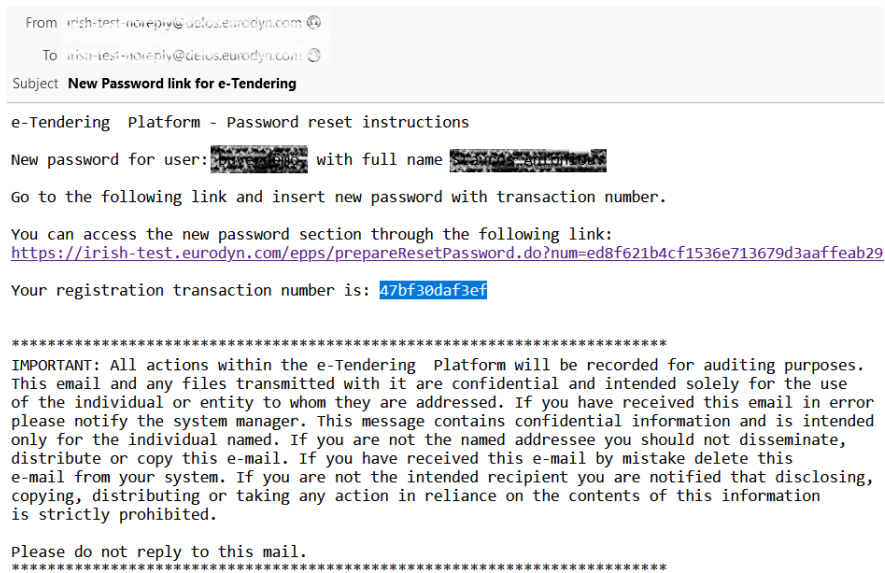 From irish-test-noreply@delos.eurodyn.com
To irish-test-noreply@delos.eurodyn.com
Subject New Password link for e-Tendering
e-Tendering  Platform - Password reset instructions
New password for user: with full name
Go to the following link and insert new password with transaction number.
You can access the new password section through the following link:
https://irish-test.eurodyn.com/epps/prepareResetPassword.do?num=ed8f621b4cf1536e713679d3aaffeab29
Your registration transaction number is: 47bf30daf3ef
*************************************************************************
IMPORTANT: All actions within the e-Tendering  Platform will be recorded for auditing purposes.
This email and any files transmitted with it are confidential and intended solely for the use
of the individual or entity to whom they are addressed. If you have received this email in error
please notify the system manager. This message contains confidential information and is intended
only for the individual named. If you are not the named addressee you should not disseminate,
distribute or copy this e-mail. If you have received this e-mail by mistake delete this
e-mail from your system. If you are not the intended recipient you are notified that disclosing,
copying, distributing or taking any action in reliance on the contents of this information
is strictly prohibited.
Please do not reply to this mail.
*************************************************************************